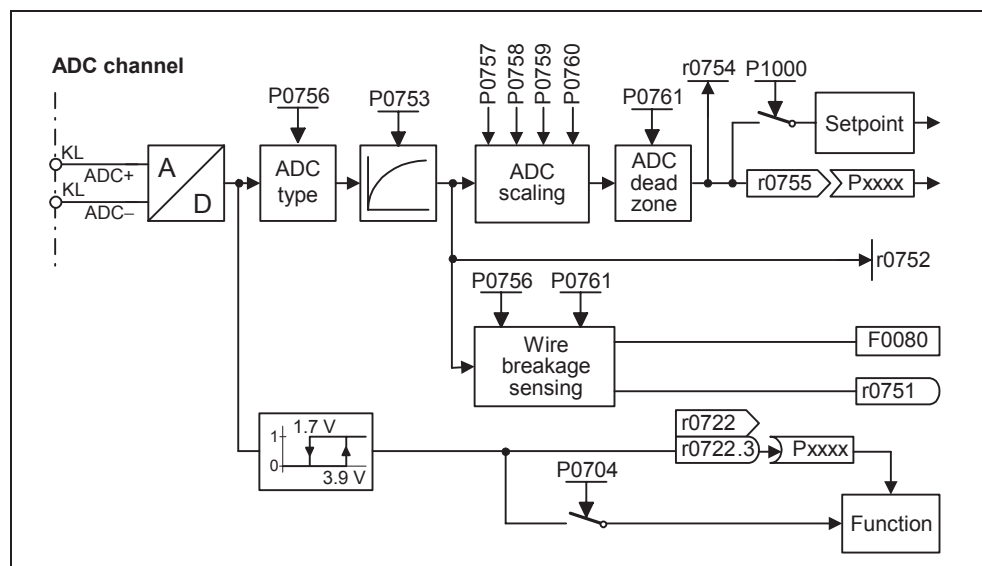 ADC channel
KL
ADC+
KL
ADC−
A
D
P0756
ADC
type
P0753
P0757
P0758
P0759
P0760
ADC
scaling
P0761
ADC
dead
zone
r0754
P1000
Setpoint
r0755
Pxxxx
r0752
P0756
P0761
Wire
breakage
sensing
F0080
r0751
1.7 V
1
0
3.9 V
r0722
r0722.3
Pxxxx
P0704
Function